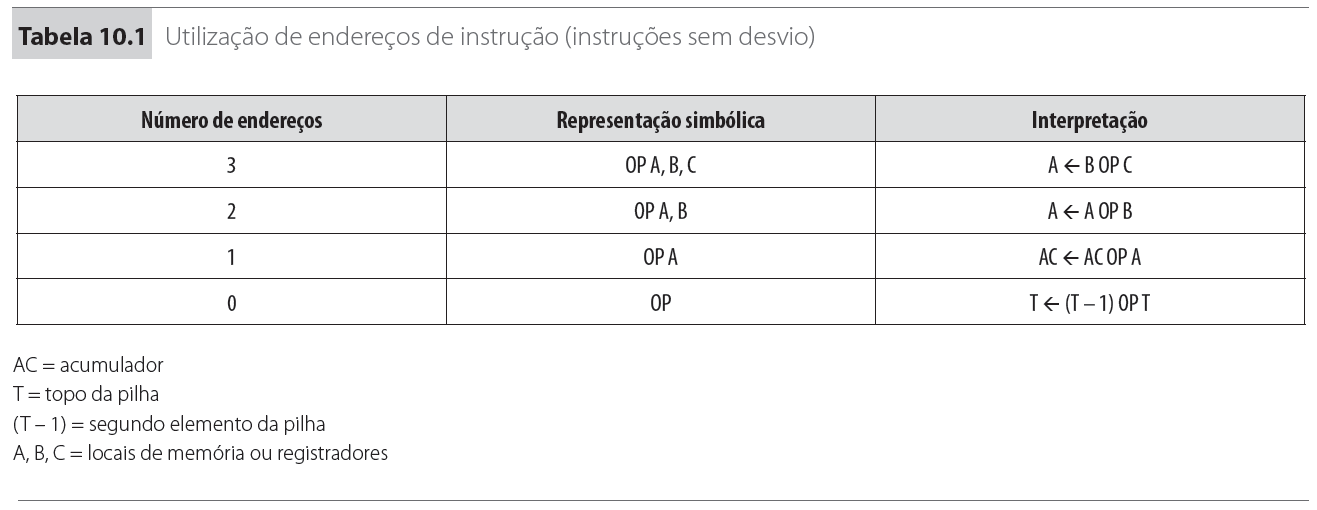 Tabela 10.1 Utilização de endereços de instrução (instruções sem desvio)
Número de endereços Representação simbólica Interpretação
3 OP A, B, C A ← B OP C
2 OP A, B A ← A OP B
1 OP A AC ← AC OP A
0 OP T ← (T – 1) OP T
AC = acumulador
T = topo da pilha
(T – 1) = segundo elemento da pilha
A, B, C = locais de memória ou registradores